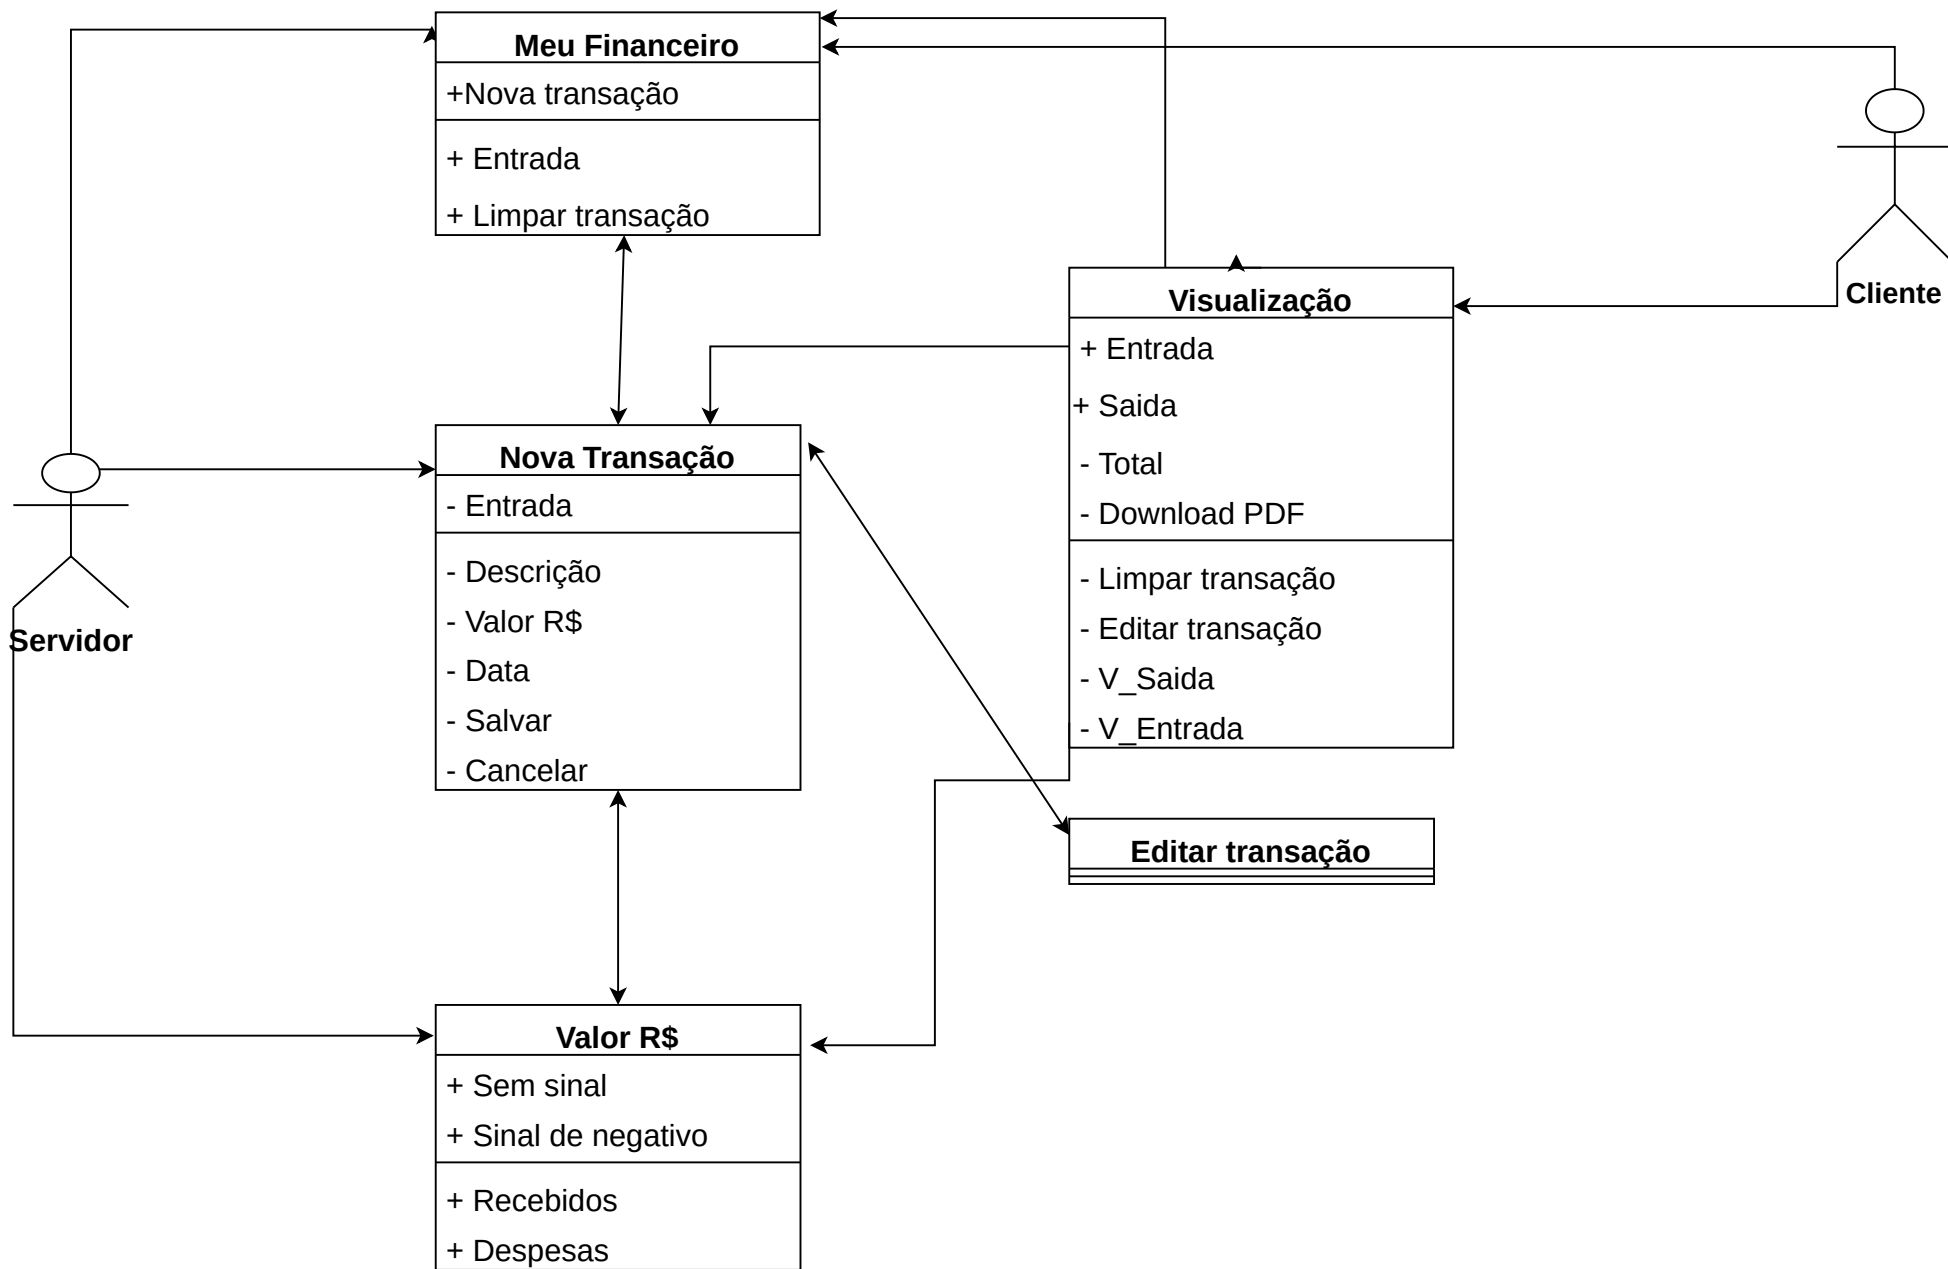 Meu Financeiro
+Nova transação
+ Entrada
+ Limpar transação
Cliente
Visualização
+ Entrada
+ Saida
- Total
- Download PDF
- Limpar transação
- Editar transação
- V_Saida
- V_Entrada
Nova Transação
- Entrada
- Descrição
- Valor R$
- Data
- Salvar
- Cancelar
Servidor
Editar transação
Valor R$
+ Sem sinal
+ Sinal de negativo
+ Recebidos
+ Despesas